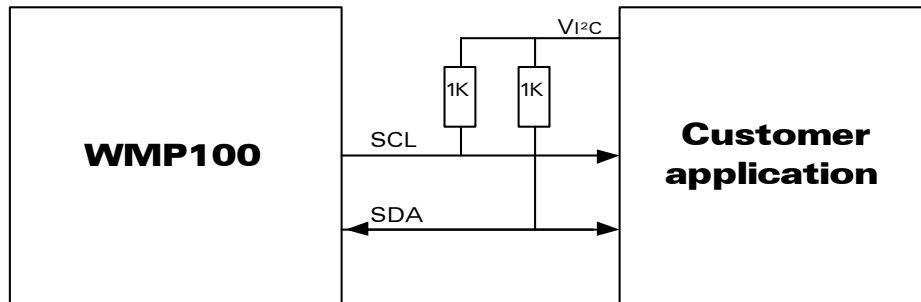 VI²C
1K
1K
WMP100
SCL
SDA
Customer
application